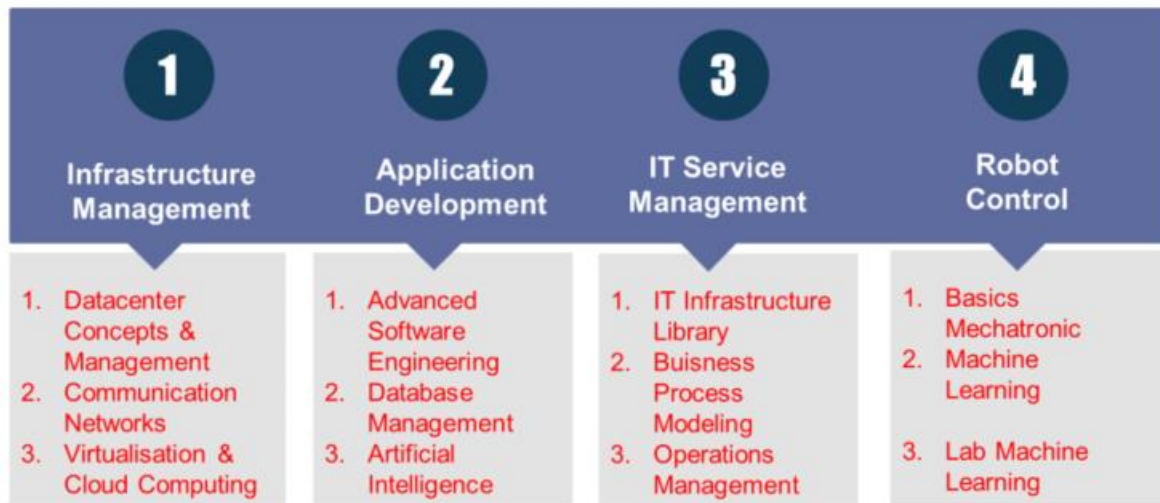 1
Infrastructure
Management
1. Datacenter
Concepts &
Management
2. Communication
Networks
3. Virtualisation &
Cloud Computing
2
Application
Development
1. Advanced
Software
Engineering
2. Database
Management
3. Artificial
Intelligence
3
IT Service
Management
1. IT Infrastructure
Library
2. Buisness
Process
Modeling
3. Operations
Management
4
Robot
Control
1. Basics
Mechatronic
2. Machine
Learning
3. Lab Machine
Learning